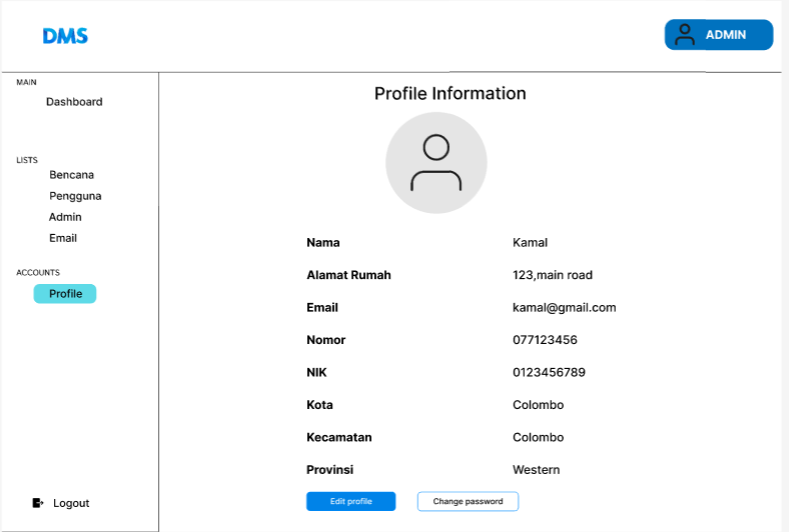 DMS
ADMIN
MAIN
Dashboard
LISTS
Bencana
Pengguna
Admin
Email
ACCOUNTS
Profile
Logout
Profile Information
Nama Kamal
Alamat Rumah 123,main road
Email kamal@gmail.com
Nomor 077123456
NIK 0123456789
Kota Colombo
Kecamatan Colombo
Provinsi Western
Edit profile Change password